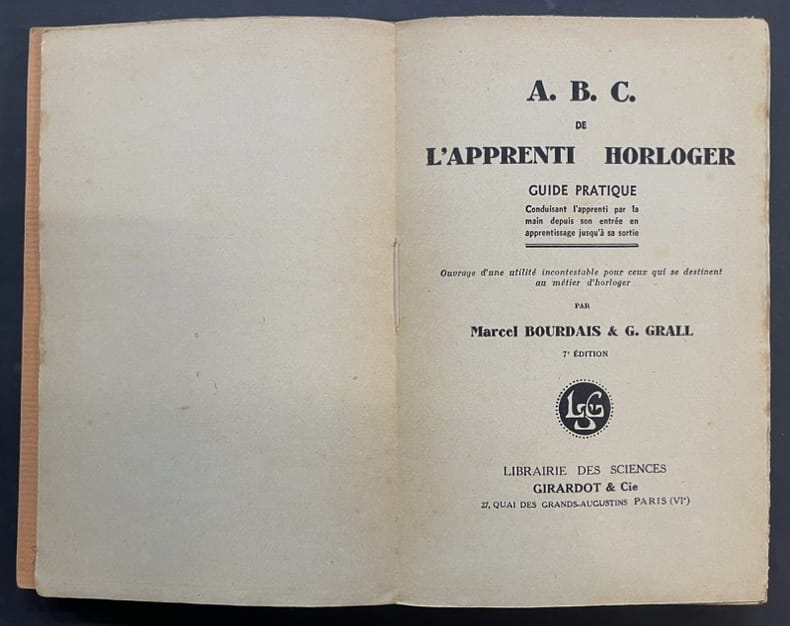 A. B. C.
DE
L'APPRENTI HORLOGER
GUIDE PRATIQUE
Conduisant l'apprenti par la
main depuis son entrée en
apprentissage jusqu'à sa sortie
Ouvrage d'une utilité incontestable pour ceux qui se destinent
au métier d'horloger
PAR
Marcel BOURDAIS & G. GRALL
7e ÉDITION
LSG
LIBRAIRIE DES SCIENCES
GIRARDOT & Cie
27, QUAI DES GRANDS-AUGUSTINS PARIS (VIe)